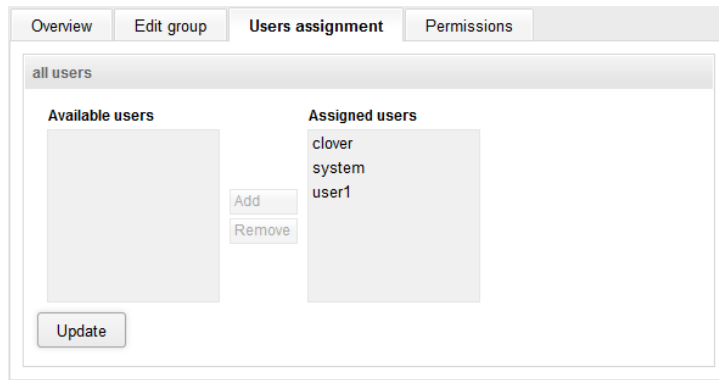 Overview Edit group Users assignment Permissions
all users
Available users Assigned users
clover
system
user1
Add
Remove
Update